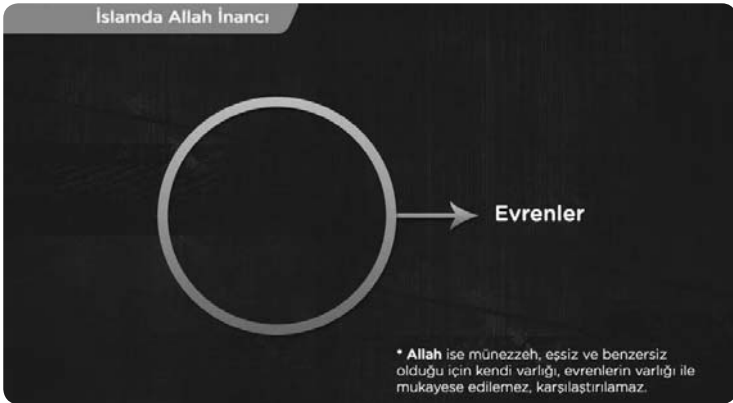 İslamda Allah İnancı
Evrenler
* Allah ise münezzeh, eşsiz ve benzersiz
olduğu için kendi varlığı, evrenlerin varlığı ile
mukayese edilemez, karşılaştırılamaz.